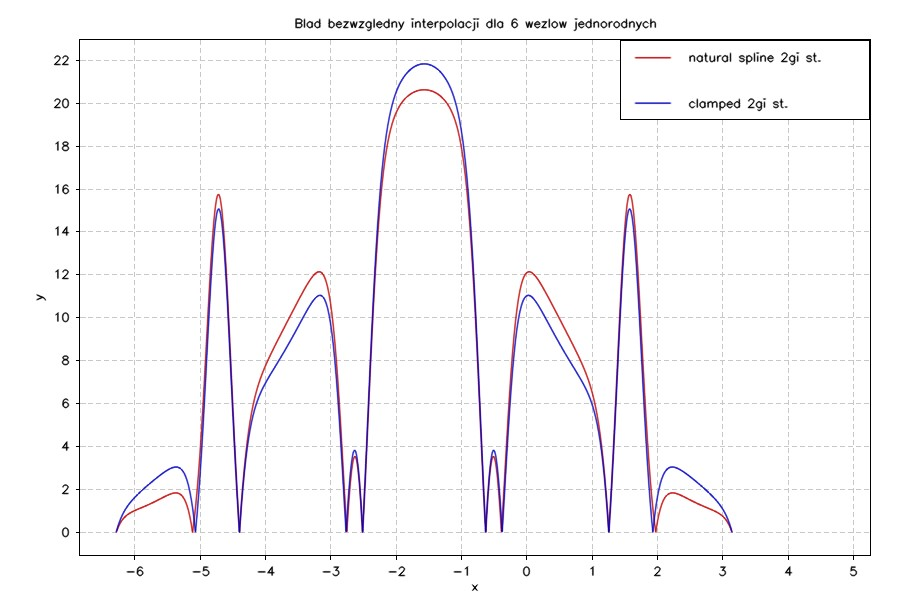 Blad bezwzgledny interpolacji dla 6 wezlow jednorodnych
natural spline 2gi st.
clamped 2gi st.
22
20
18
16
14
12
10
8
6
4
2
0
y
−6 −5 −4 −3 −2 −1 0 1 2 3 4 5
x